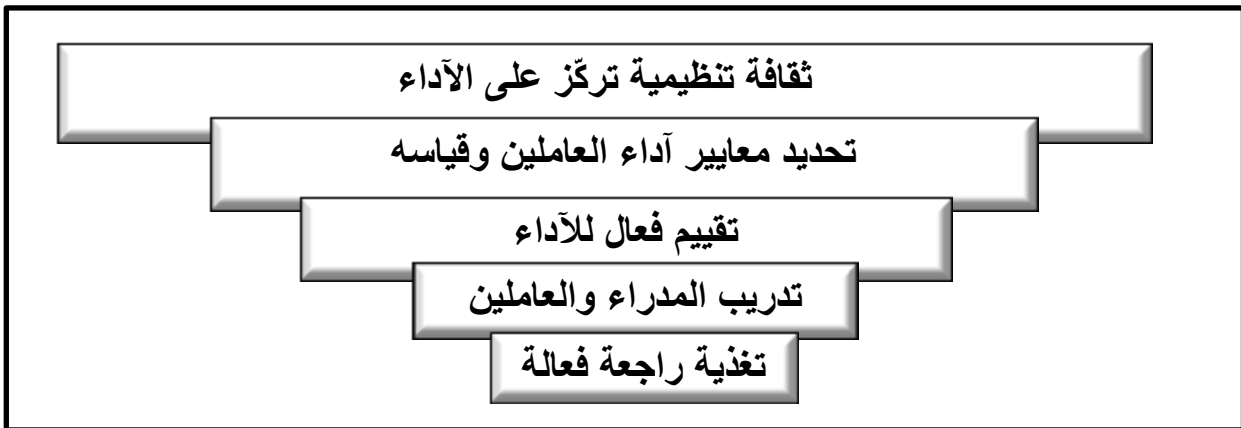 ثقافة تنظيمية تركّز على الآداء
تحديد معايير آداء العاملين وقياسه
تقييم فعال للآداء
تدريب المدراء والعاملين
تغذية راجعة فعالة